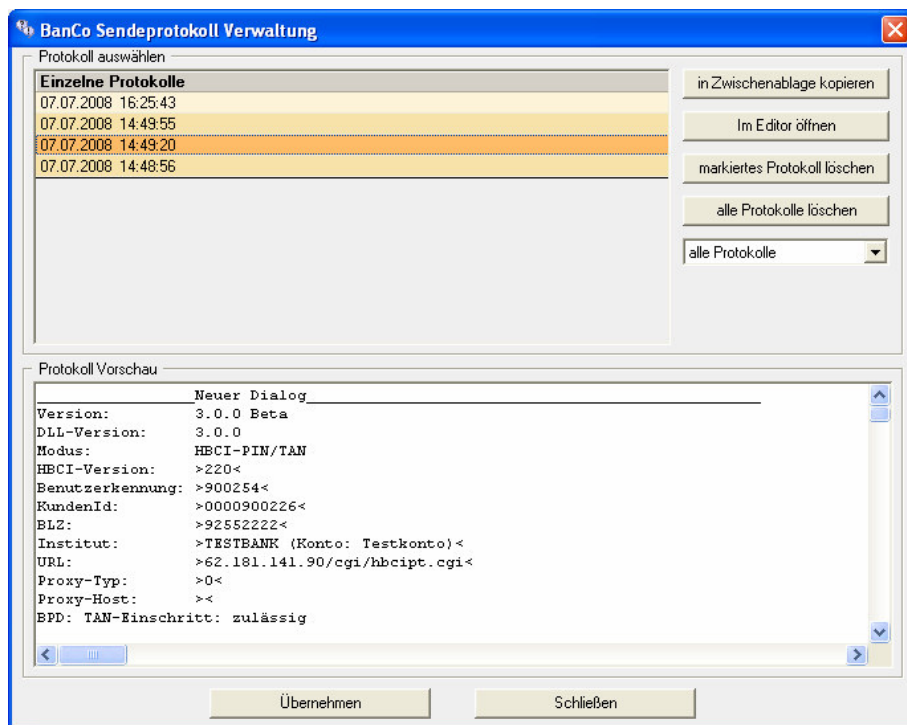 BanCo Sendeprotokoll Verwaltung
Protokoll auswählen
Einzelne Protokolle
07.07.2008 16:25:43
07.07.2008 14:49:55
07.07.2008 14:49:20
07.07.2008 14:48:56
in Zwischenablage kopieren
Im Editor öffnen
markiertes Protokoll löschen
alle Protokolle löschen
alle Protokolle
Protokoll Vorschau
Neuer Dialog
Version: 3.0.0 Beta
DLL-Version: 3.0.0
Modus: HBCI-PIN/TAN
HBCI-Version: >220<
Benutzerkennung: >900254<
KundenId: >0000900226<
BLZ: >92552222<
Institut: >TESTBANK (Konto: Testkonto)<
URL: >62.181.141.90/cgi/hbcipt.cgi<
Proxy-Typ: >0<
Proxy-Host: ><
BPD: TAN-Einschritt: zulässig
Übernehmen
Schließen